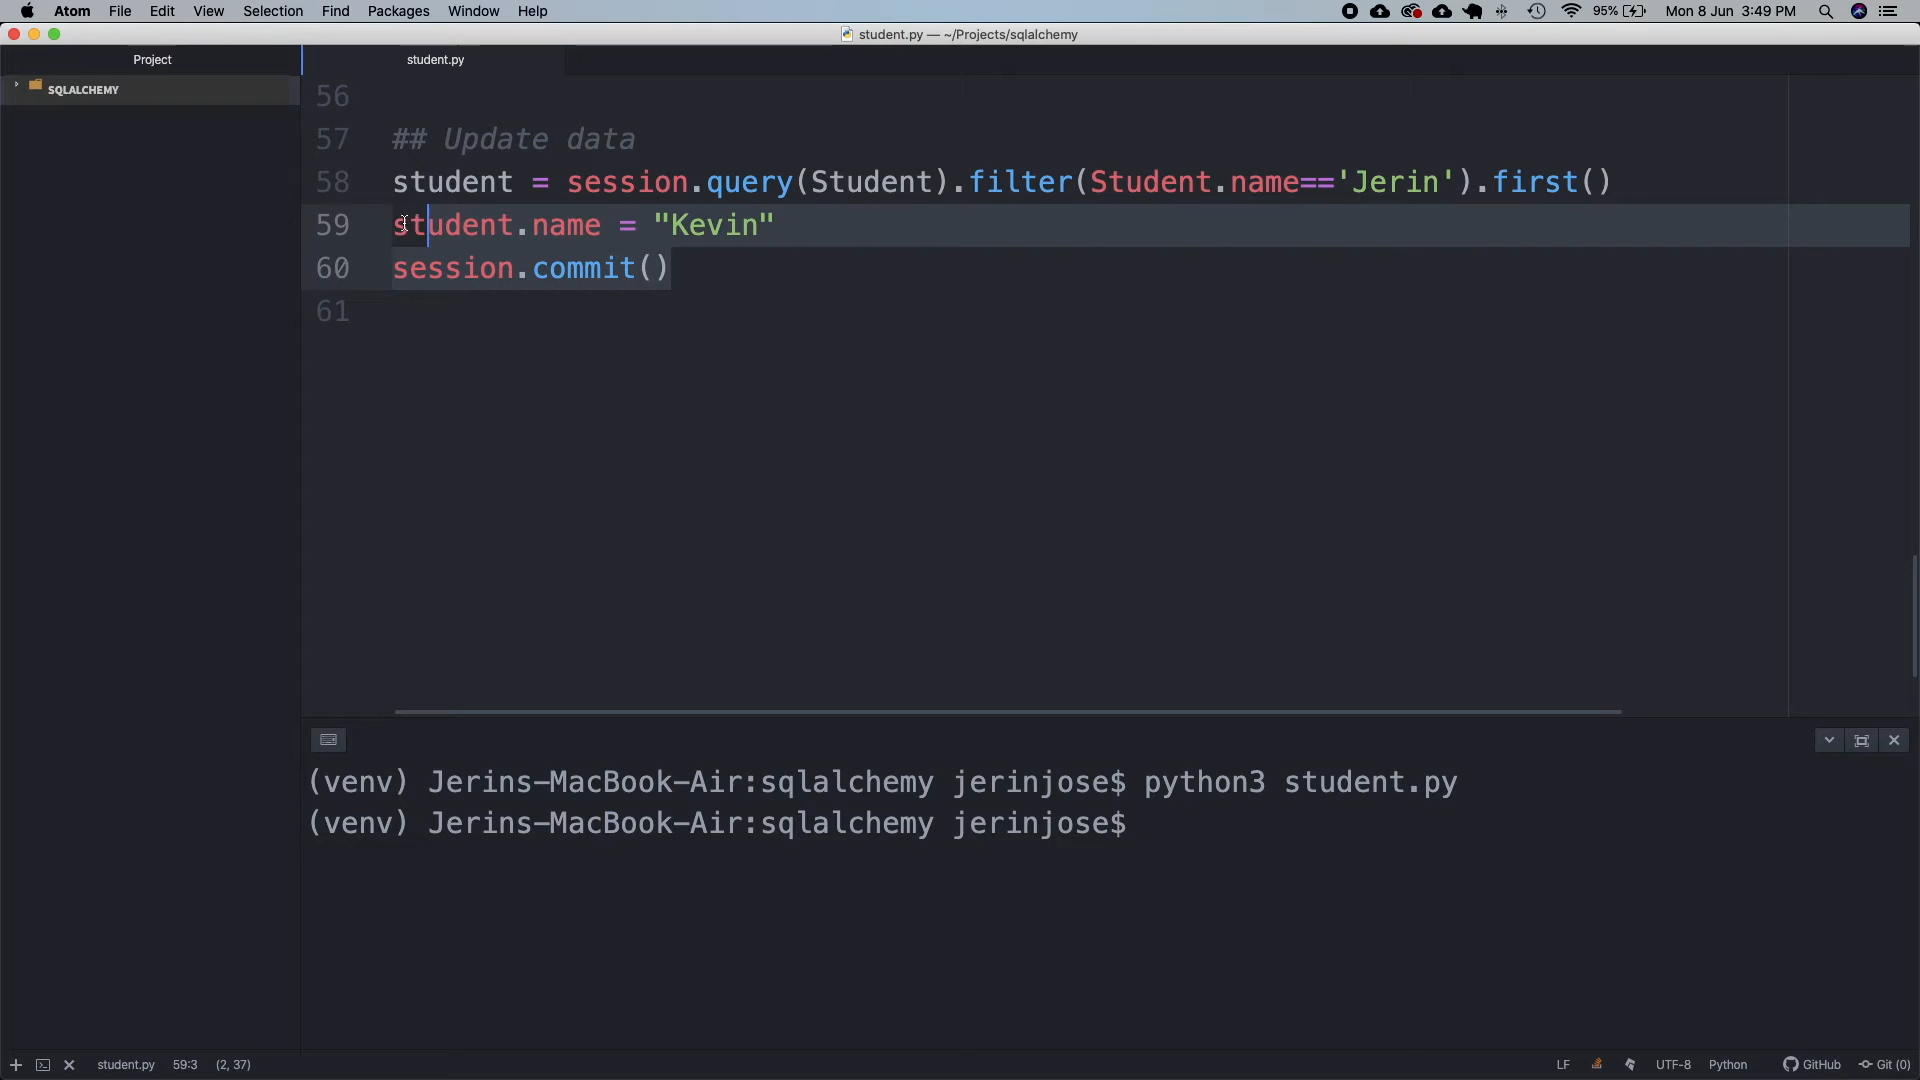 Atom File Edit View Selection Find Packages Window Help 95% Mon 8 Jun 3:49 PM
student.py — ~/Projects/sqlalchemy
Project student.py
SQLALCHEMY
56
57 ## Update data
58 student = session.query(Student).filter(Student.name=='Jerin').first()
59 student.name = "Kevin"
60 session.commit()
61
(venv) Jerins-MacBook-Air:sqlalchemy jerinjose$ python3 student.py
(venv) Jerins-MacBook-Air:sqlalchemy jerinjose$
student.py 59:3 (2, 37) LF UTF-8 Python GitHub Git (0)